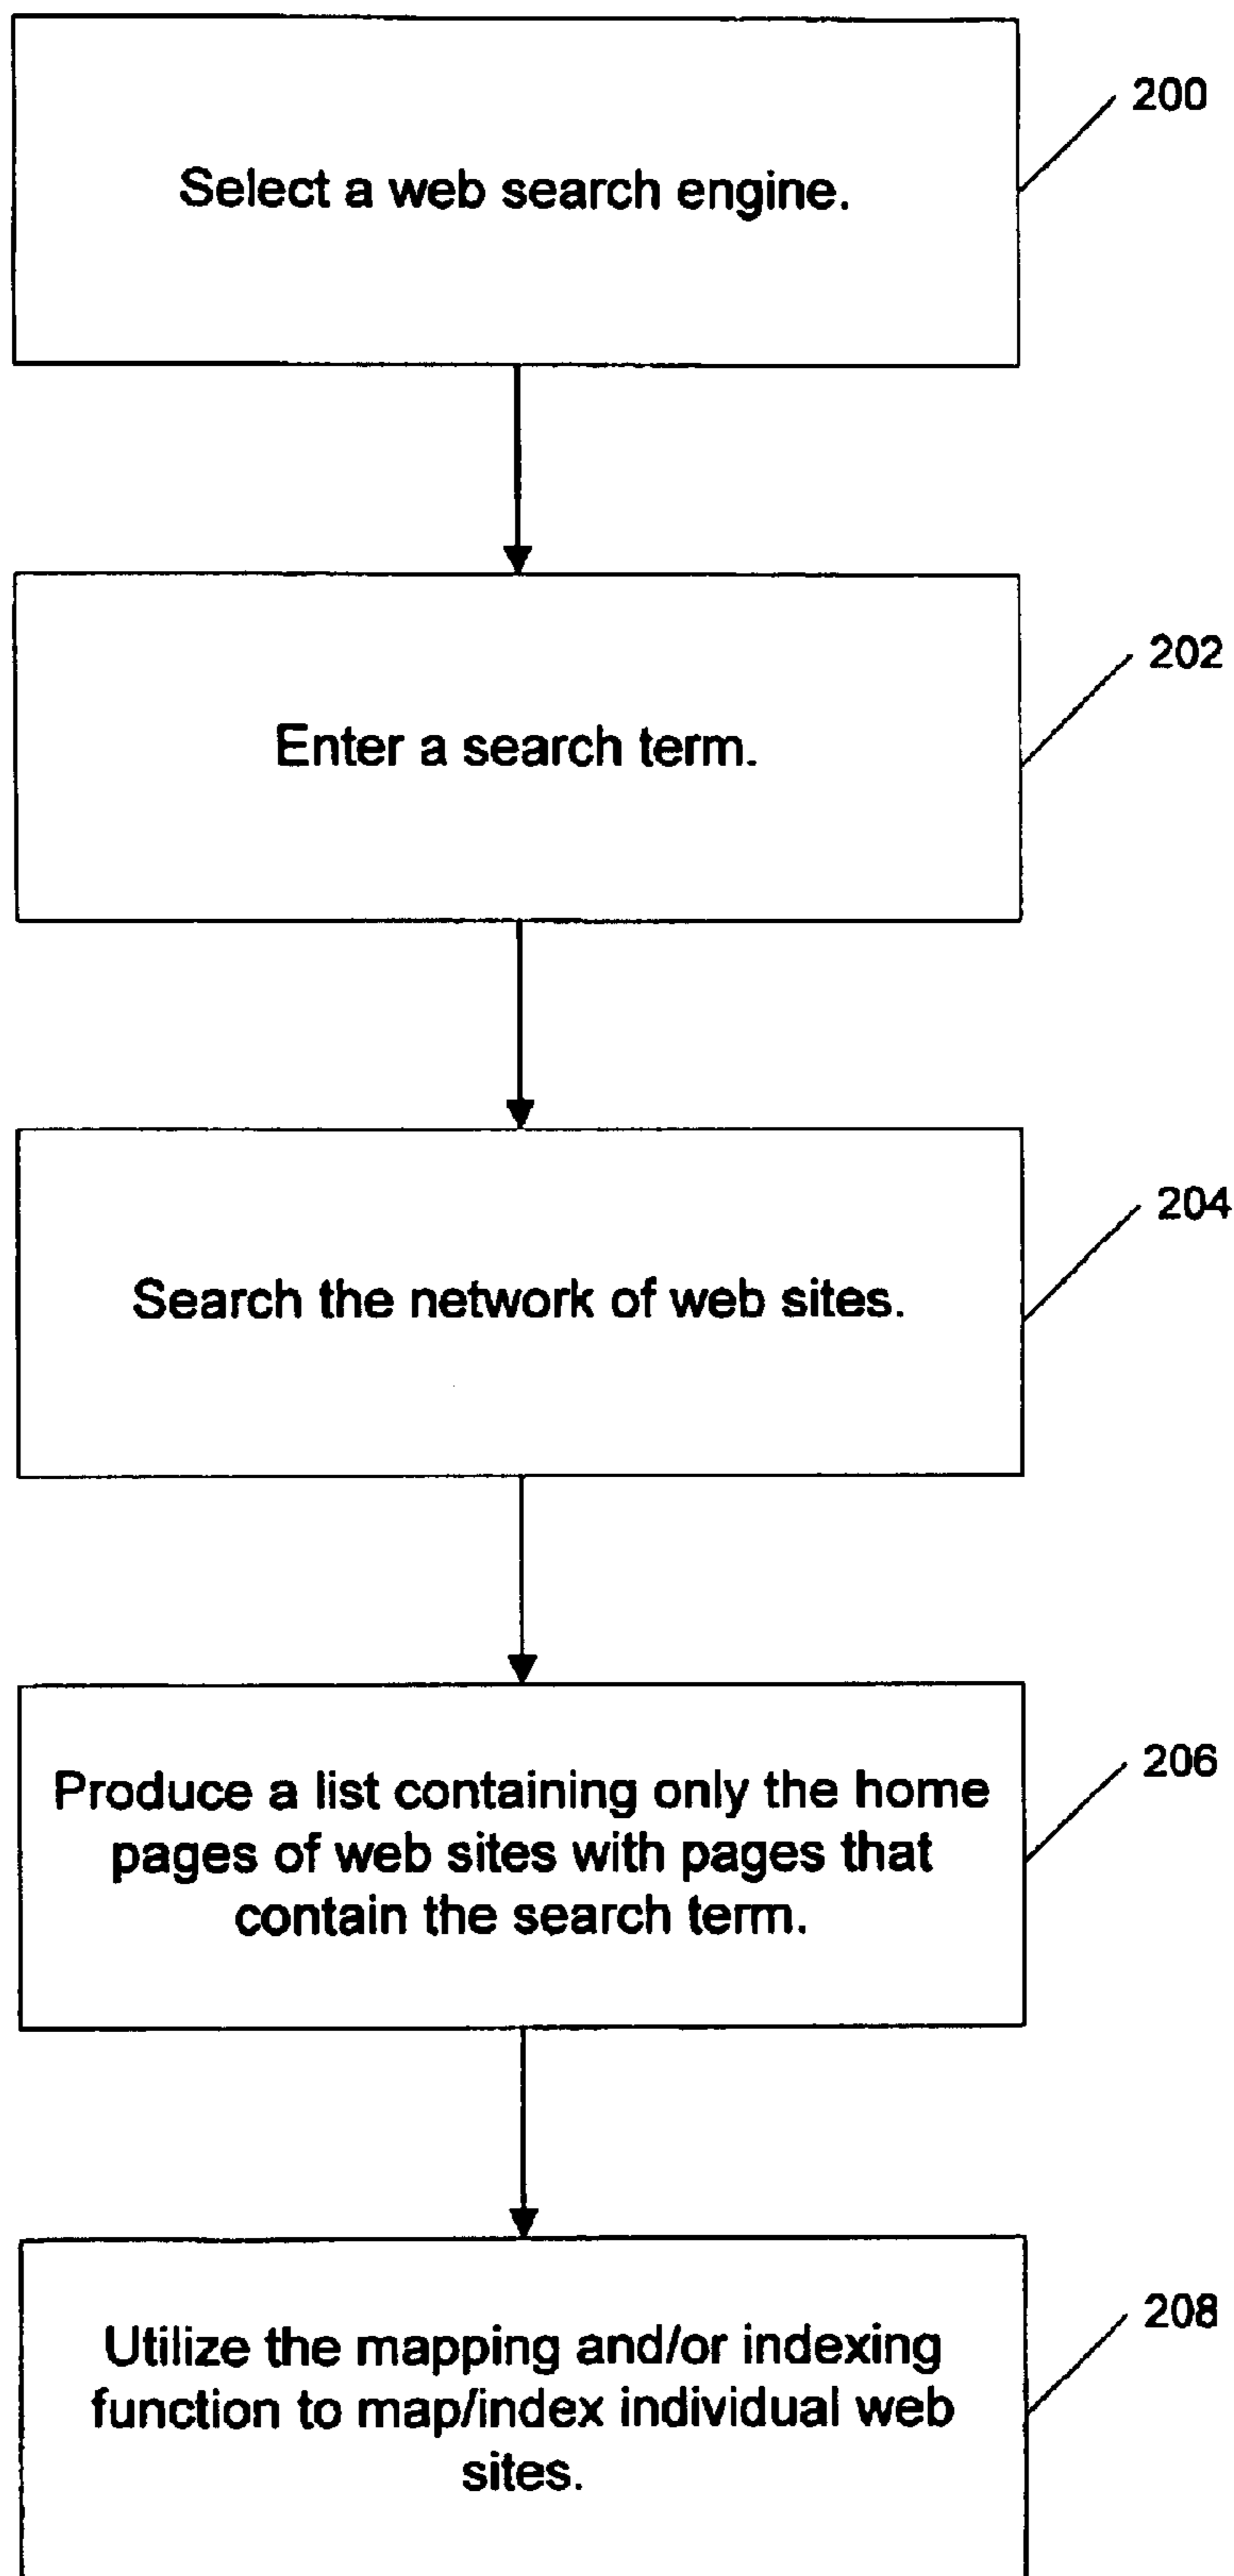 200
Select a web search engine.
202
Enter a search term.
204
Search the network of web sites.
206
Produce a list containing only the home
pages of web sites with pages that
contain the search term.
208
Utilize the mapping and/or indexing
function to map/index individual web
sites.